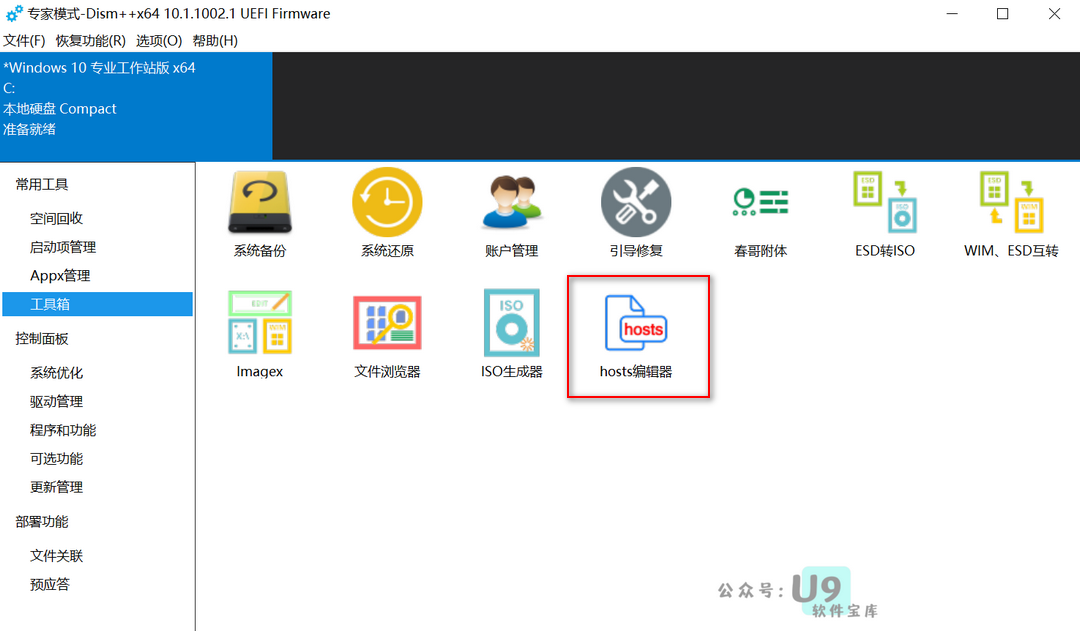 专家模式-Dism++x64 10.1.1002.1 UEFI Firmware
文件(F) 恢复功能(R) 选项(O) 帮助(H)
*Windows 10 专业工作站版 x64
C:
本地硬盘 Compact
准备就绪
常用工具
空间回收
启动项管理
Appx管理
工具箱
控制面板
系统优化
驱动管理
程序和功能
可选功能
更新管理
部署功能
文件关联
预应答
系统备份
系统还原
账户管理
引导修复
春哥附体
ESD
ISO
ESD转ISO
ESD
WIM
WIM、ESD互转
EDIT
X:\
WIM
Imagex
文件浏览器
ISO
ISO生成器
hosts
hosts编辑器
公众号:
U9
软件宝库